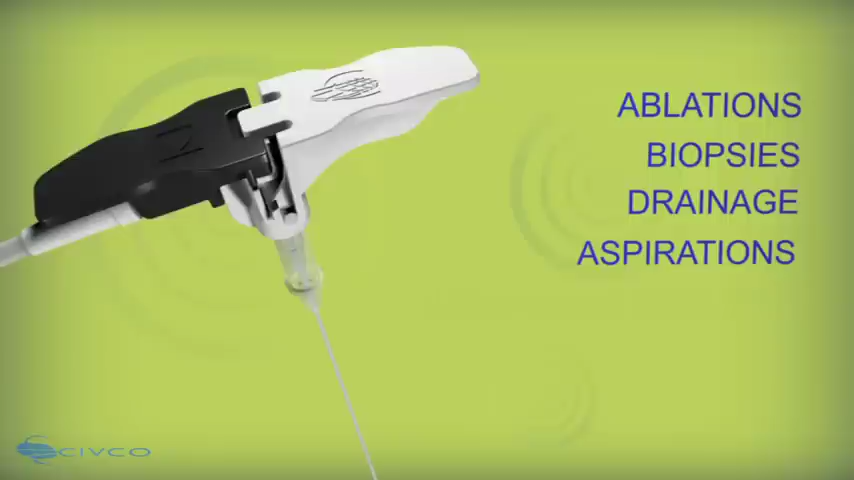 ABLATIONS
BIOPSIES
DRAINAGE
ASPIRATIONS
CIVCO